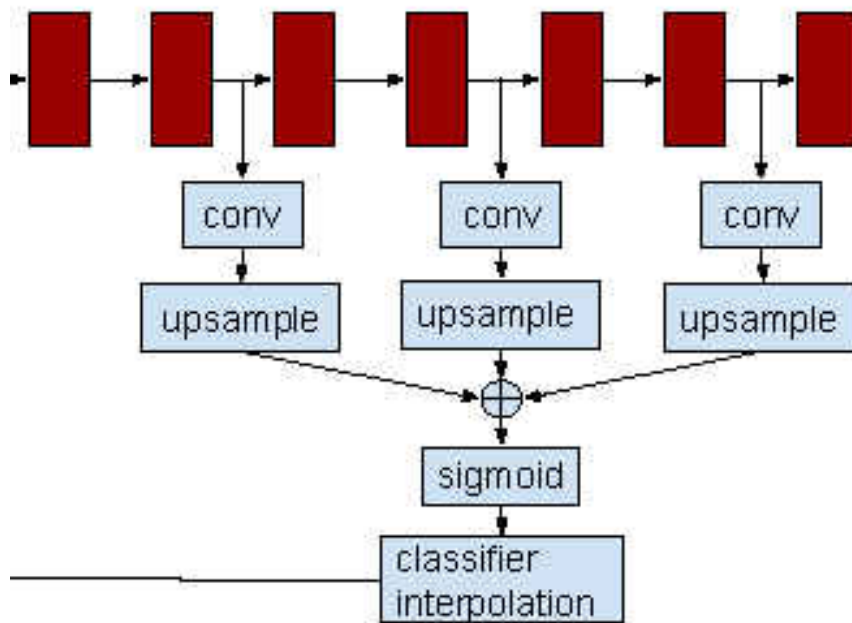 conv
conv
conv
upsample
upsample
upsample
sigmoid
classifier
interpolation